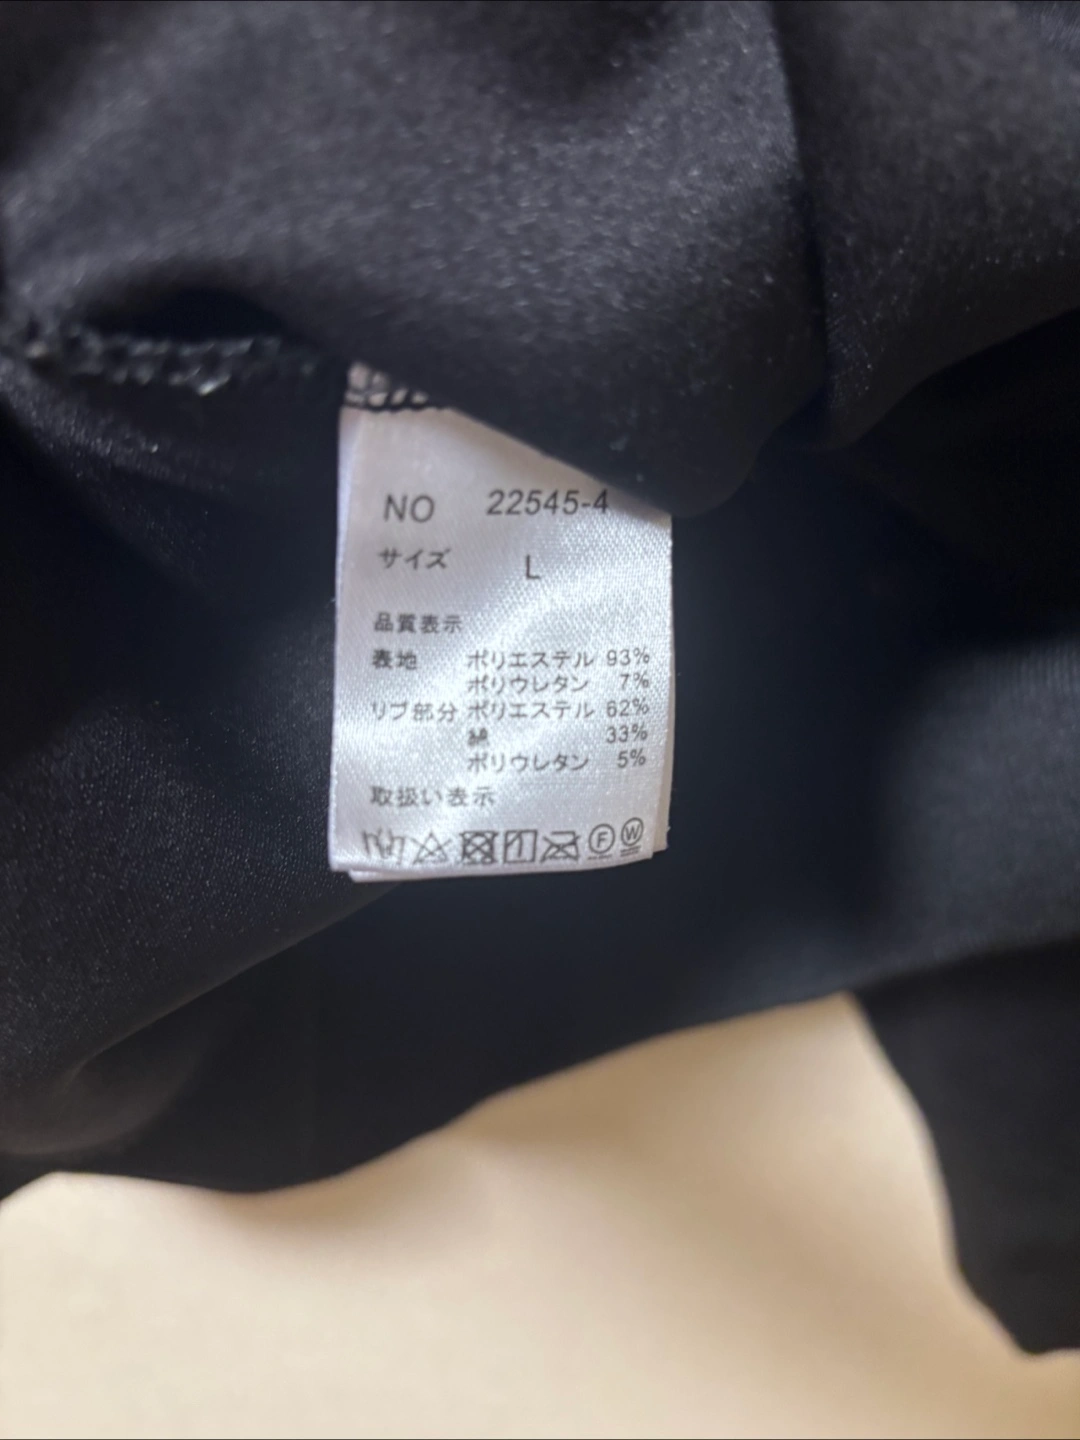 NO 22545-4
サイズ L
品質表示
表地 ポリエステル 93%
ポリウレタン 7%
リブ部分 ポリエステル 62%
綿 33%
ポリウレタン 5%
取扱い表示
F W